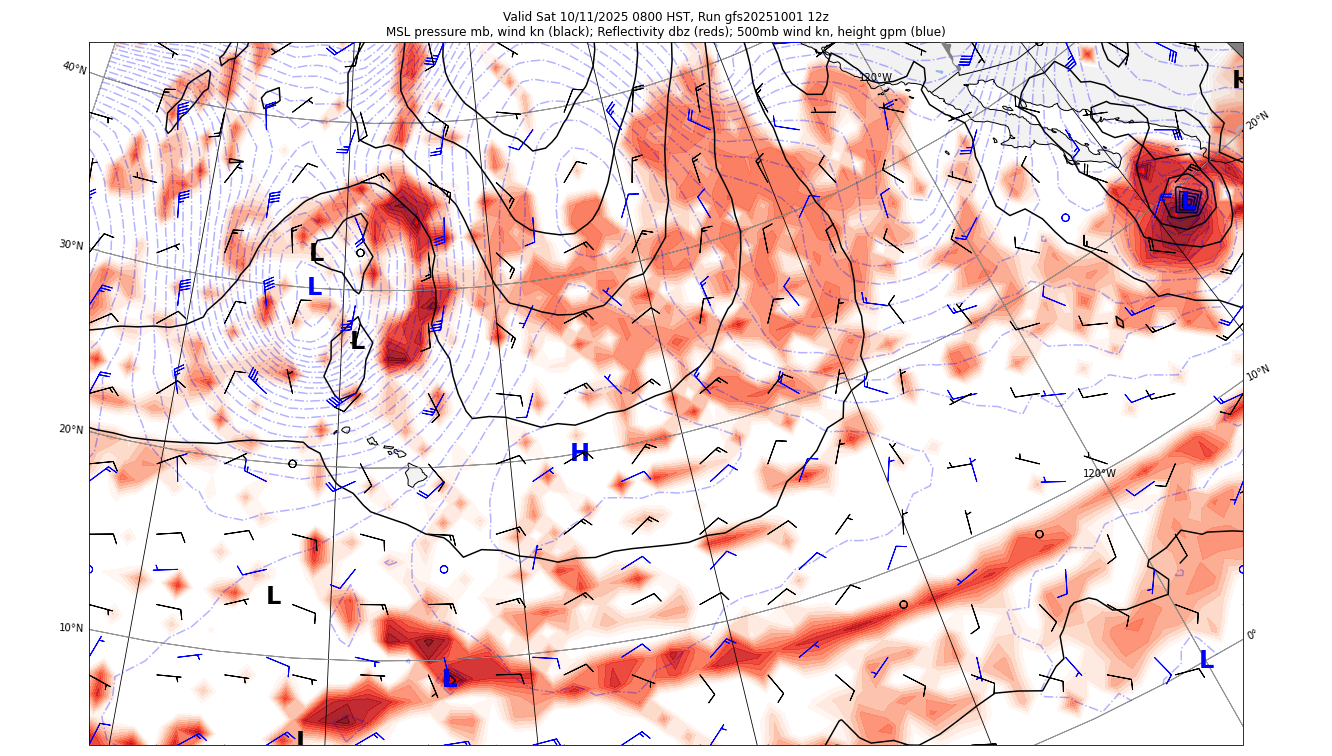 Valid Sat 10/11/2025 0800 HST, Run gfs20251001 12z
MSL pressure mb, wind kn (black); Reflectivity dbz (reds); 500mb wind kn, height gpm (blue)
40°N
120°W
H
20°N
L
30°N
L
L
L
10°N
20°N
H
120°W
L
10°N
0°
L
L
L